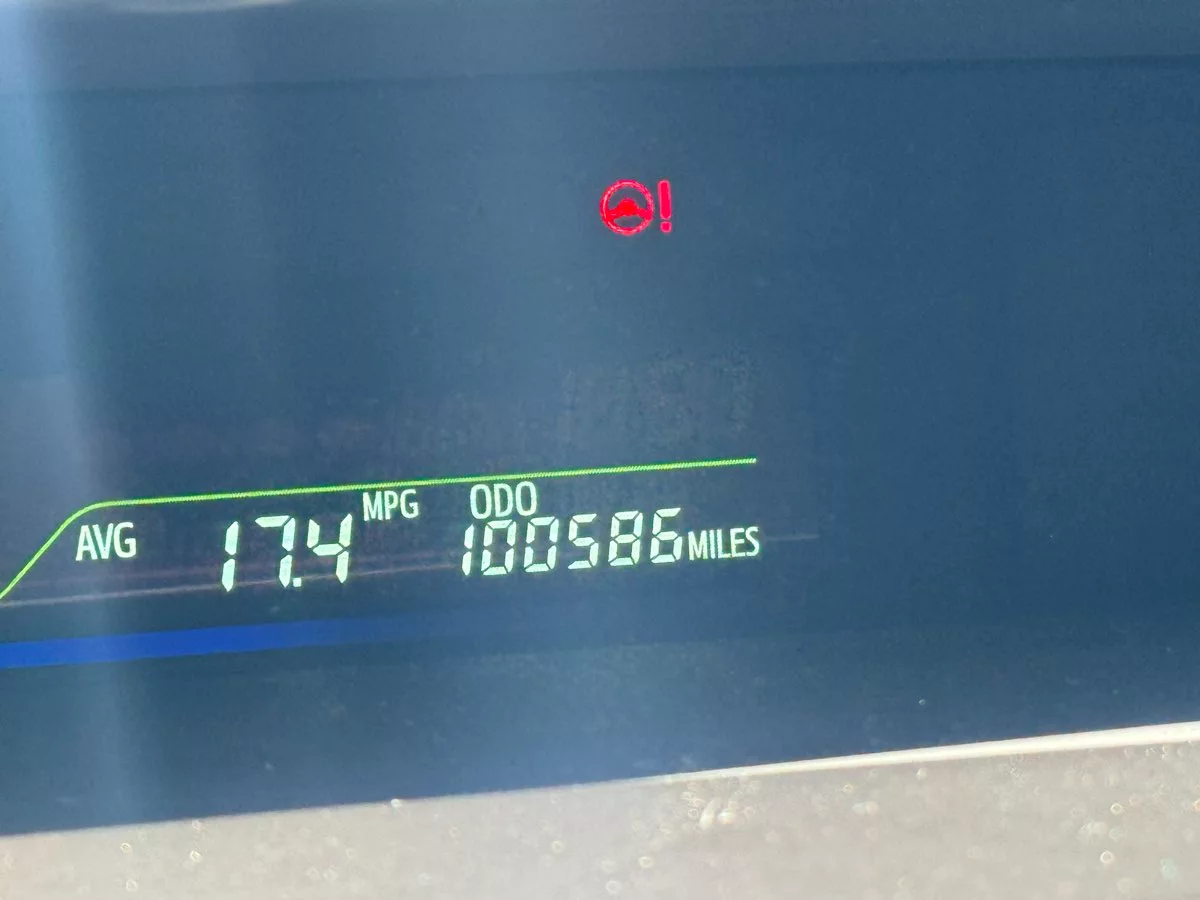 AVG 17.4 MPG ODO 100586 MILES